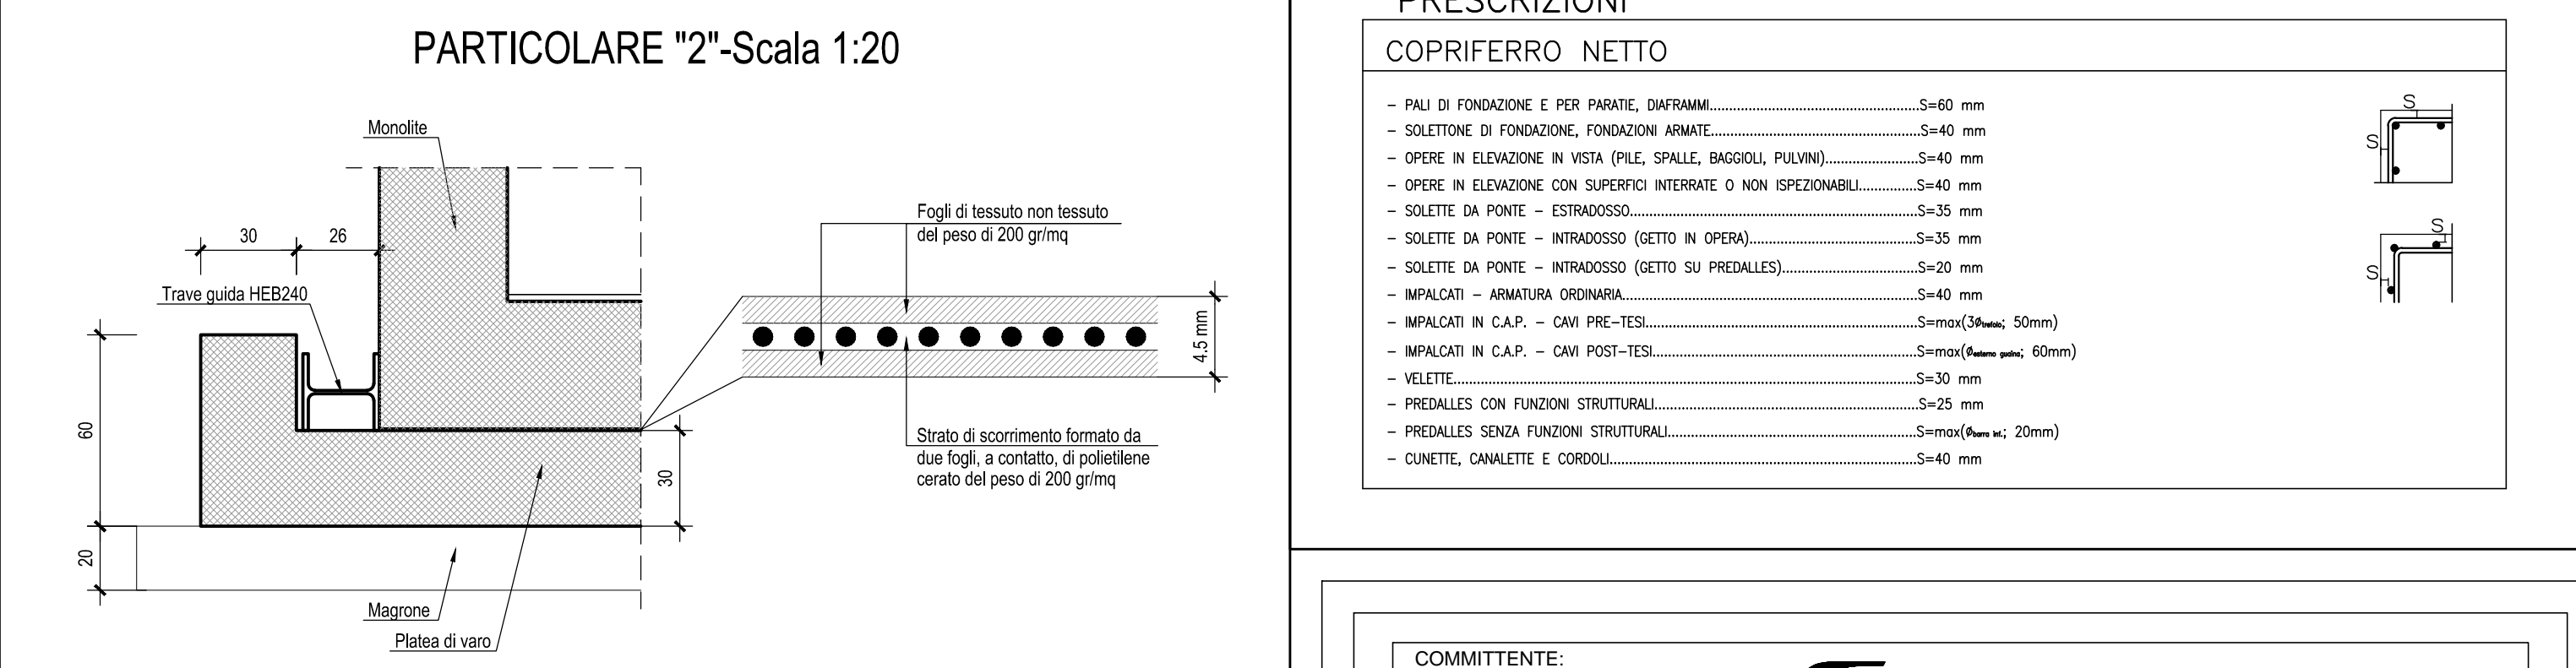 PARTICOLARE "2"-Scala 1:20
Monolite
30
26
Trave guida HEB240
60
20
30
Magrone
Platea di varo
Fogli di tessuto non tessuto
del peso di 200 gr/mq
4.5 mm
Strato di scorrimento formato da
due fogli, a contatto, di polietilene
cerato del peso di 200 gr/mq
PRESCRIZIONI
COPRIFERRO NETTO
- PALI DI FONDAZIONE E PER PARATIE, DIAFRAMMI..........S=60 mm
- SOLETTONE DI FONDAZIONE, FONDAZIONI ARMATE..........S=40 mm
- OPERE IN ELEVAZIONE IN VISTA (PILE, SPALLE, BAGGIOLI, PULVINI)..........S=40 mm
- OPERE IN ELEVAZIONE CON SUPERFICI INTERRATE O NON ISPEZIONABILI..........S=40 mm
- SOLETTE DA PONTE - ESTRADOSSO..........S=35 mm
- SOLETTE DA PONTE - INTRADOSSO (GETTO IN OPERA)..........S=35 mm
- SOLETTE DA PONTE - INTRADOSSO (GETTO SU PREDALLES)..........S=20 mm
- IMPALCATI - ARMATURA ORDINARIA..........S=40 mm
- IMPALCATI IN C.A.P. - CAVI PRE-TESI..........S=max(3Øtrefolo; 50mm)
- IMPALCATI IN C.A.P. - CAVI POST-TESI..........S=max(Øesterno guaina; 60mm)
- VELETTE..........S=30 mm
- PREDALLES CON FUNZIONI STRUTTURALI..........S=25 mm
- PREDALLES SENZA FUNZIONI STRUTTURALI..........S=max(Øbarra inf.; 20mm)
- CUNETTE, CANALETTE E CORDOLI..........S=40 mm
S
S
S
S
COMMITTENTE: